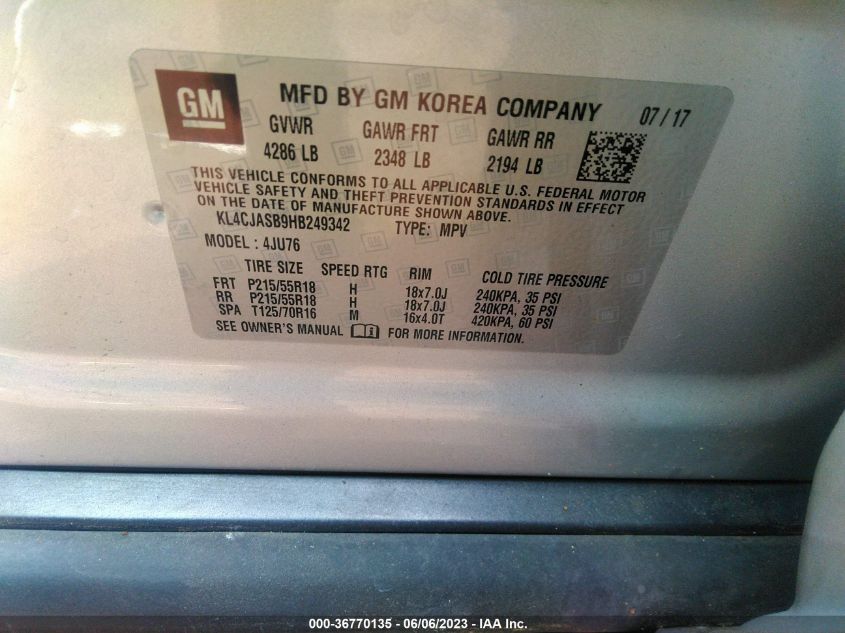 GM MFD BY GM KOREA COMPANY 07/17
GVWR GAWR FRT GAWR RR
4286 LB 2348 LB 2194 LB
THIS VEHICLE CONFORMS TO ALL APPLICABLE U.S. FEDERAL MOTOR
VEHICLE SAFETY AND THEFT PREVENTION STANDARDS IN EFFECT
ON THE DATE OF MANUFACTURE SHOWN ABOVE.
KL4CJASB9HB249342 TYPE: MPV
MODEL: 4JU76
TIRE SIZE SPEED RTG RIM COLD TIRE PRESSURE
FRT P215/55R18 H 18x7.0J 240KPA, 35 PSI
RR P215/55R18 H 18x7.0J 240KPA, 35 PSI
SPA T125/70R16 M 16x4.0T 420KPA, 60 PSI
SEE OWNER'S MANUAL FOR MORE INFORMATION.
000-36770135 - 06/06/2023 - IAA Inc.